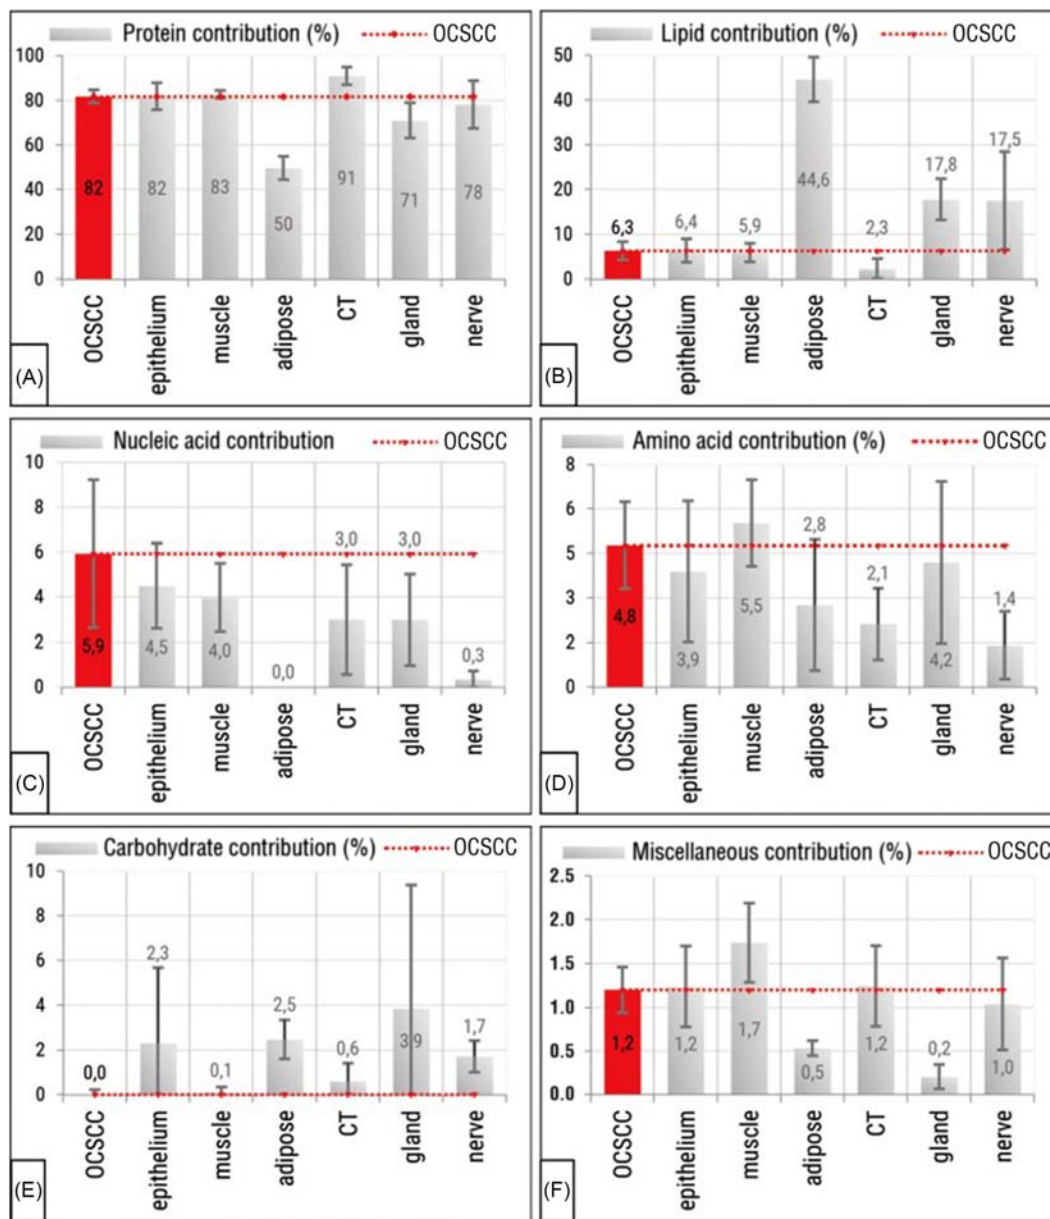 Protein contribution (%) OCSCC
100
80
60
40
20
0
82 82 83 50 91 71 78
OCSCC epithelium muscle adipose CT gland nerve
(A)
Lipid contribution (%) OCSCC
50
40
30
20
10
0
6,3 6,4 5,9 44,6 2,3 17,8 17,5
OCSCC epithelium muscle adipose CT gland nerve
(B)
Nucleic acid contribution OCSCC
10
8
6
4
2
0
5,9 4,5 4,0 0,0 3,0 3,0 0,3
OCSCC epithelium muscle adipose CT gland nerve
(C)
Amino acid contribution (%) OCSCC
8
6
5
3
2
0
4,8 3,9 5,5 2,8 2,1 4,2 1,4
OCSCC epithelium muscle adipose CT gland nerve
(D)
Carbohydrate contribution (%) OCSCC
10
8
6
4
2
0
0,0 2,3 0,1 2,5 0,6 3,9 1,7
OCSCC epithelium muscle adipose CT gland nerve
(E)
Miscellaneous contribution (%) OCSCC
2.5
2.0
1.5
1.0
0.5
0.0
1,2 1,2 1,7 0,5 1,2 0,2 1,0
OCSCC epithelium muscle adipose CT gland nerve
(F)